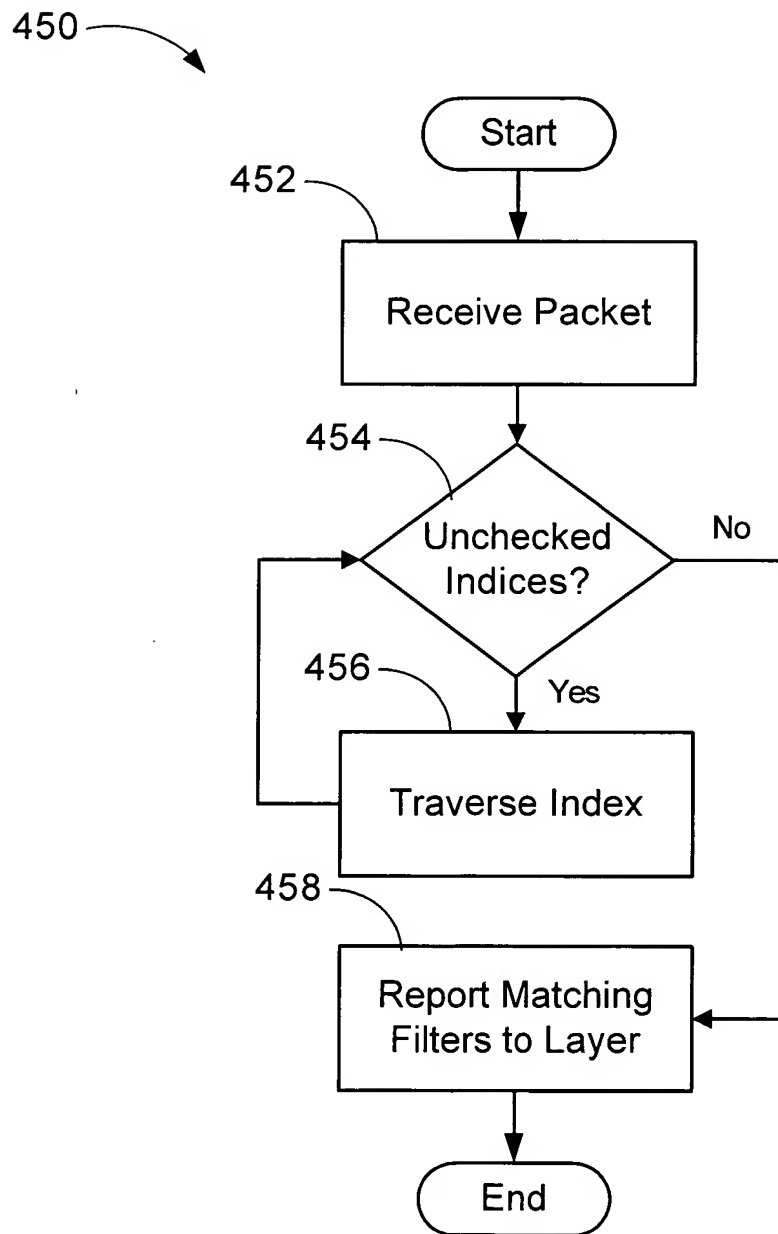 450
Start
452
Receive Packet
454
Unchecked
Indices?
No
456
Yes
Traverse Index
458
Report Matching
Filters to Layer
End